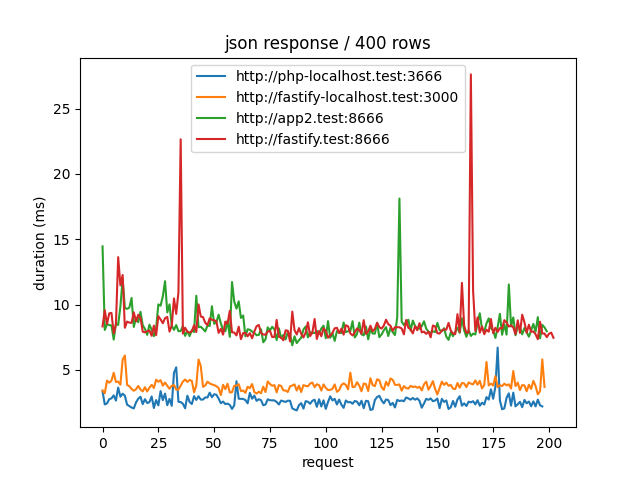 json response / 400 rows
http://php-localhost.test:3666
http://fastify-localhost.test:3000
http://app2.test:8666
http://fastify.test:8666
duration (ms)
25
20
15
10
5
0
25
50
75
100
125
150
175
200
request